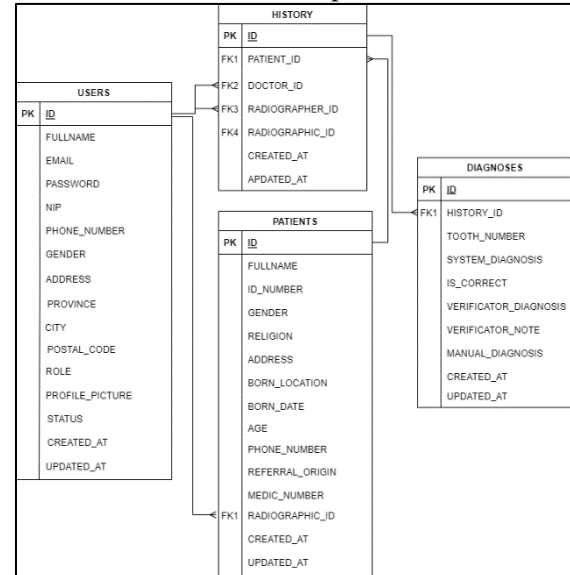 HISTORY
PK ID
FK1 PATIENT_ID
FK2 DOCTOR_ID
FK3 RADIOGRAPHER_ID
FK4 RADIOGRAPHIC_ID
CREATED_AT
APDATED_AT
USERS
PK ID
FULLNAME
EMAIL
PASSWORD
NIP
PHONE_NUMBER
GENDER
ADDRESS
PROVINCE
CITY
POSTAL_CODE
ROLE
PROFILE_PICTURE
STATUS
CREATED_AT
UPDATED_AT
PATIENTS
PK ID
FULLNAME
ID_NUMBER
GENDER
RELIGION
ADDRESS
BORN_LOCATION
BORN_DATE
AGE
PHONE_NUMBER
REFERRAL_ORIGIN
MEDIC_NUMBER
FK1 RADIOGRAPHIC_ID
CREATED_AT
UPDATED_AT
DIAGNOSES
PK ID
FK1 HISTORY_ID
TOOTH_NUMBER
SYSTEM_DIAGNOSIS
IS_CORRECT
VERIFICATOR_DIAGNOSIS
VERIFICATOR_NOTE
MANUAL_DIAGNOSIS
CREATED_AT
UPDATED_AT